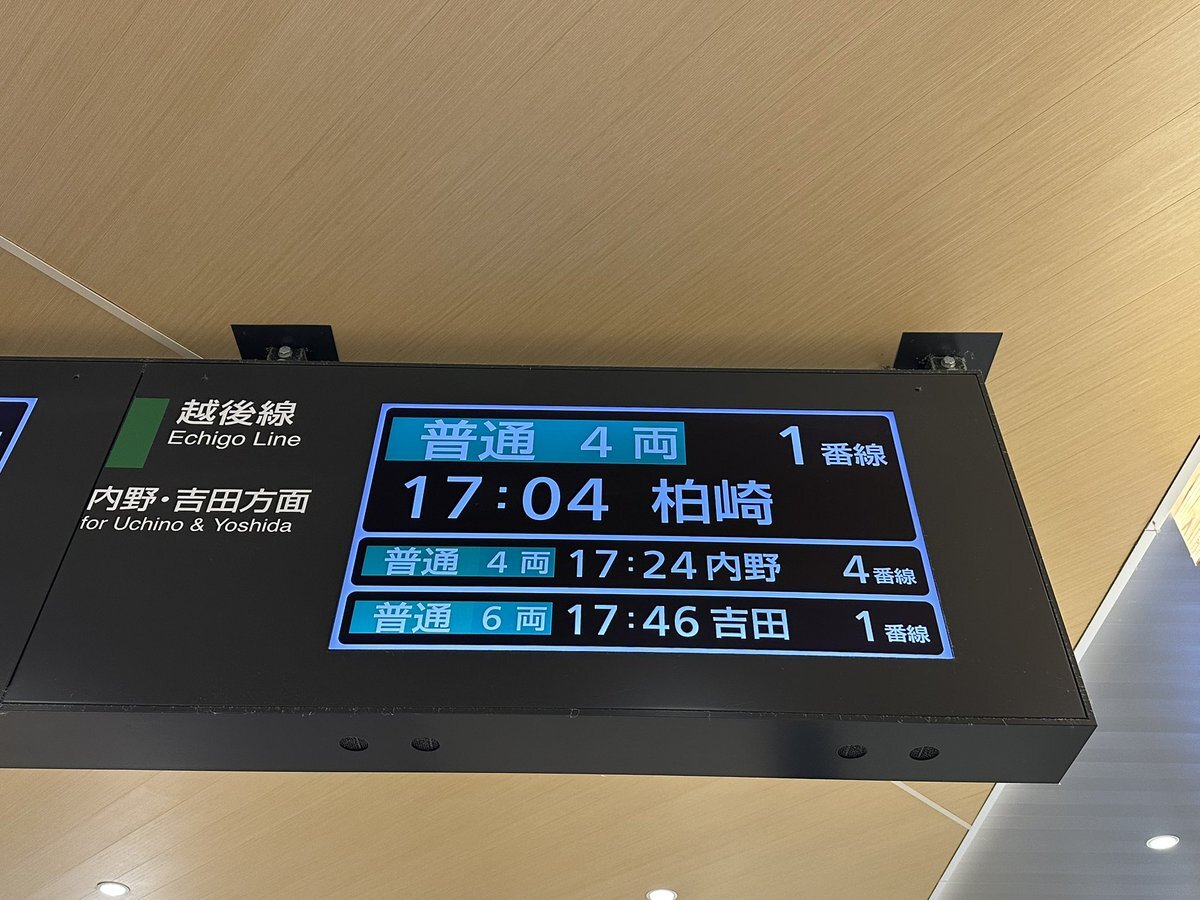 越後線
Echigo Line
内野・吉田方面
for Uchino & Yoshida
普通 4両 1番線
17:04 柏崎
普通 4両 17:24 内野 4番線
普通 6両 17:46 吉田 1番線